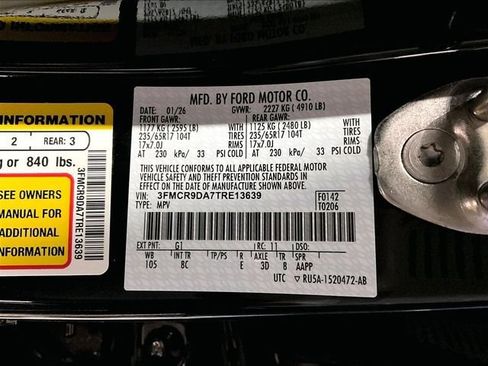 INFORMATION
2 REAR: 3
or 840 lbs.
SEE OWNERS
MANUAL FOR
ADDITIONAL
INFORMATION
3FMCR9DA7TRE13639
MFD. BY FORD MOTOR CO.
DATE: 01/26 GVWR: 2227 KG ( 4910 LB)
FRONT GAWR: REAR GAWR:
1177 KG ( 2595 LB) WITH 1125 KG ( 2480 LB) WITH
235/65R17 104T TIRES 235/65R17 104T TIRES
17x7.0J RIMS 17x7.0J RIMS
AT 230 kPa/ 33 PSI COLD AT 230 kPa/ 33 PSI COLD
THIS VEHICLE CONFORMS TO ALL APPLICABLE FEDERAL MOTOR
VEHICLE SAFETY AND THEFT PREVENTION STANDARDS IN
EFFECT ON THE DATE OF MANUFACTURE SHOWN ABOVE.
VIN: 3FMCR9DA7TRE13639 F0142
TYPE: MPV T0206
EXT PNT: G1 RC: 11 DSO:
WB INT TR TP/PS R AXLE TR SPR
105 8C E 3D B AAPP
UTC RU5A-1520472-AB